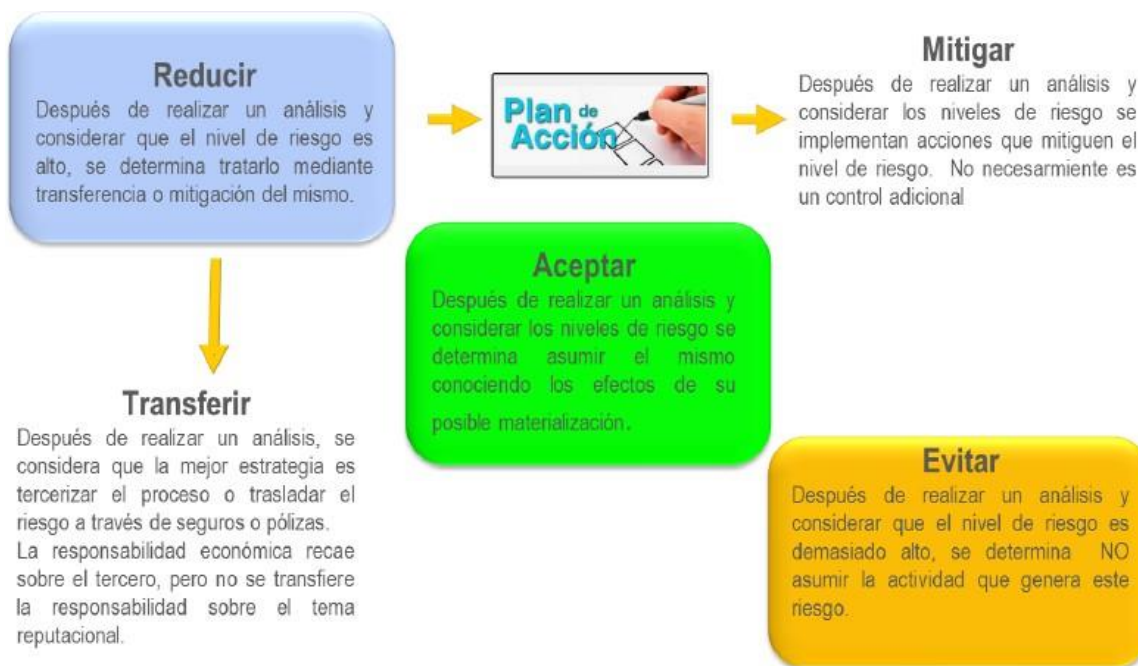 Reducir
Después de realizar un análisis y
considerar que el nivel de riesgo es
alto, se determina tratarlo mediante
transferencia o mitigación del mismo.
Plan de
Acción
Mitigar
Después de realizar un análisis y
considerar los niveles de riesgo se
implementan acciones que mitiguen el
nivel de riesgo. No necesarmiente es
un control adicional
Aceptar
Después de realizar un análisis y
considerar los niveles de riesgo se
determina asumir el mismo
conociendo los efectos de su
posible materialización.
Transferir
Después de realizar un análisis, se
considera que la mejor estrategia es
tercerizar el proceso o trasladar el
riesgo a través de seguros o pólizas.
La responsabilidad económica recae
sobre el tercero, pero no se transfiere
la responsabilidad sobre el tema
reputacional.
Evitar
Después de realizar un análisis y
considerar que el nivel de riesgo es
demasiado alto, se determina NO
asumir la actividad que genera este
riesgo.